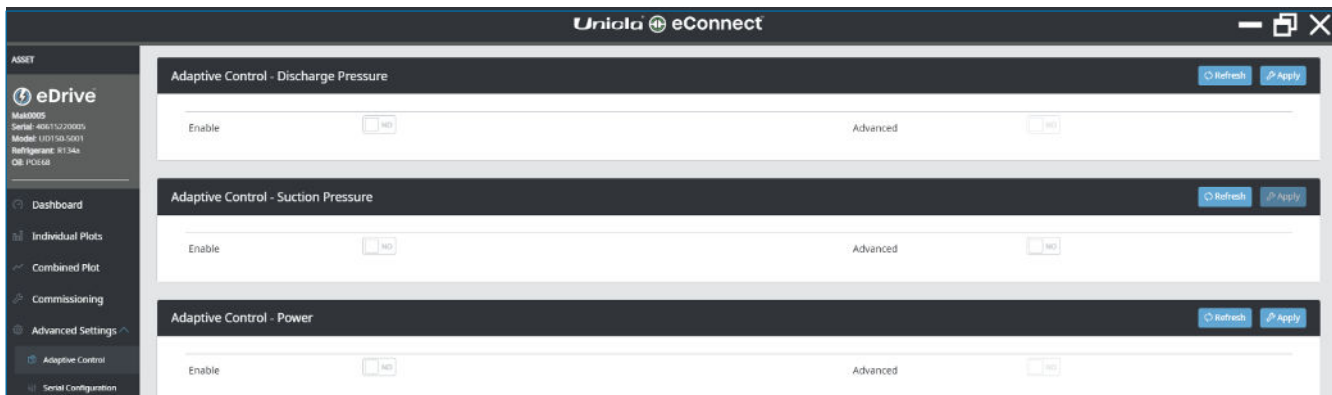 Unicla eConnect
ASSET
eDrive
Mak0005
Serial: 40615220005
Model: UD150-5001
Refrigerant: R134a
Oil: POE68
Dashboard
Individual Plots
Combined Plot
Commissioning
Advanced Settings
Adaptive Control
Serial Configuration
Adaptive Control - Discharge Pressure
Refresh Apply
Enable NO Advanced NO
Adaptive Control - Suction Pressure
Refresh Apply
Enable NO Advanced NO
Adaptive Control - Power
Refresh Apply
Enable NO Advanced NO